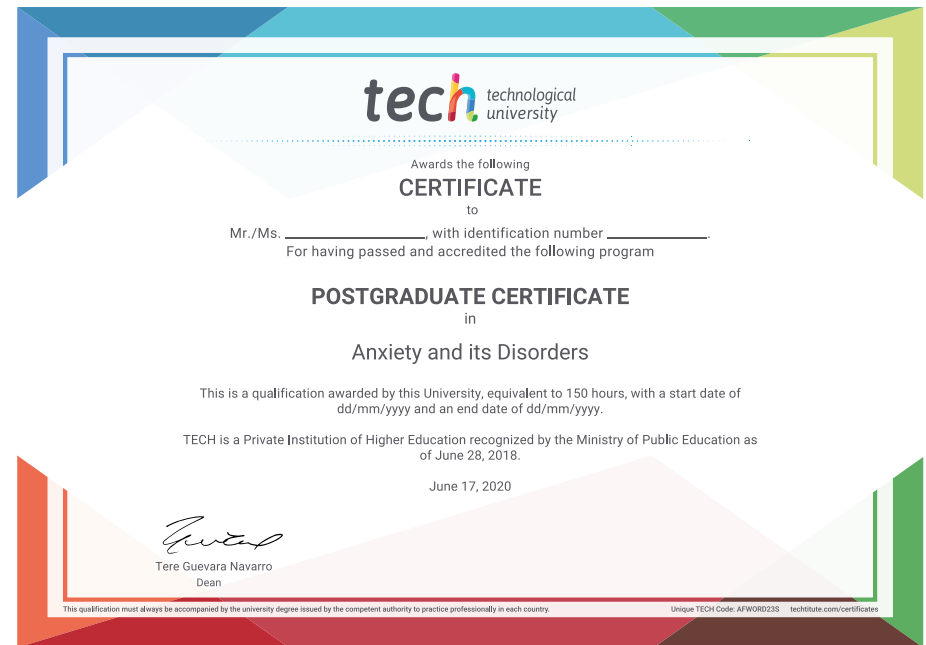 tech technological
university
Awards the following
CERTIFICATE
to
Mr./Ms. ____________________, with identification number ______________.
For having passed and accredited the following program
POSTGRADUATE CERTIFICATE
in
Anxiety and its Disorders
This is a qualification awarded by this University, equivalent to 150 hours, with a start date of
dd/mm/yyyy and an end date of dd/mm/yyyy.
TECH is a Private Institution of Higher Education recognized by the Ministry of Public Education as
of June 28, 2018.
June 17, 2020
Tere Guevara Navarro
Dean
This qualification must always be accompanied by the university degree issued by the competent authority to practice professionally in each country.
Unique TECH Code: AFWORD23S techtitute.com/certificates